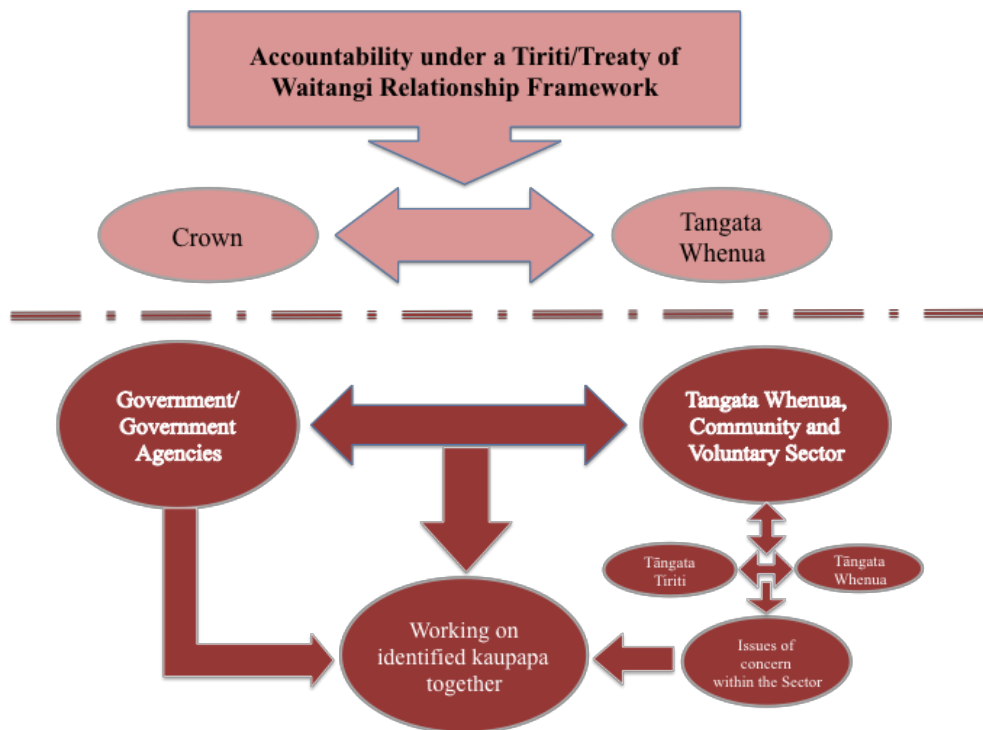 Accountability under a Tiriti/Treaty of
Waitangi Relationship Framework
Crown
Tangata
Whenua
Government/
Government
Agencies
Tangata Whenua,
Community and
Voluntary Sector
Tāngata
Tiriti
Tāngata
Whenua
Working on
identified kaupapa
together
Issues of
concern
within the Sector